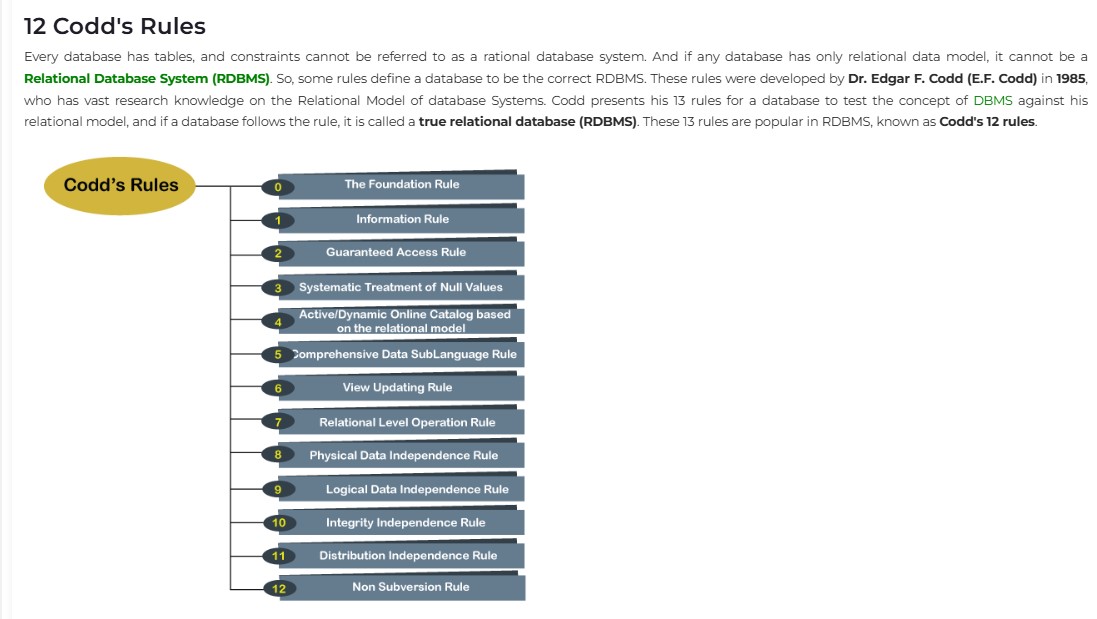 12 Codd's Rules
Every database has tables, and constraints cannot be referred to as a rational database system. And if any database has only relational data model, it cannot be a
Relational Database System (RDBMS). So, some rules define a database to be the correct RDBMS. These rules were developed by Dr. Edgar F. Codd (E.F. Codd) in 1985,
who has vast research knowledge on the Relational Model of database Systems. Codd presents his 13 rules for a database to test the concept of DBMS against his
relational model, and if a database follows the rule, it is called a true relational database (RDBMS). These 13 rules are popular in RDBMS, known as Codd's 12 rules.
Codd's Rules
0 The Foundation Rule
1 Information Rule
2 Guaranteed Access Rule
3 Systematic Treatment of Null Values
4 Active/Dynamic Online Catalog based
on the relational model
5 Comprehensive Data SubLanguage Rule
6 View Updating Rule
7 Relational Level Operation Rule
8 Physical Data Independence Rule
9 Logical Data Independence Rule
10 Integrity Independence Rule
11 Distribution Independence Rule
12 Non Subversion Rule